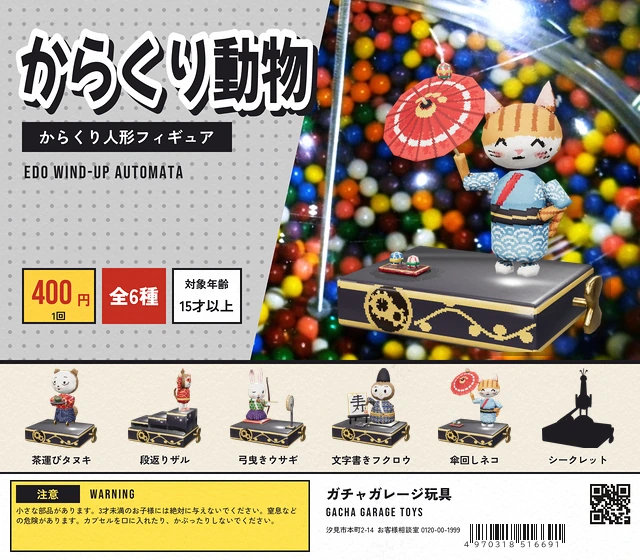 からくり動物
からくり人形フィギュア
EDO WIND-UP AUTOMATA
400円
1回
全6種
対象年齢
15才以上
寿
茶運びタヌキ
段返りザル
弓曳きウサギ
文字書きフクロウ
傘回しネコ
シークレット
注意 WARNING
小さな部品があります。3才未満のお子様には絶対に与えないでください。窒息など
の危険があります。カプセルを口に入れたり、かぶったりしないでください。
ガチャガレージ玩具
GACHA GARAGE TOYS
汐見市本町2-14 お客様相談室 0120-00-1999
4 970318 516691